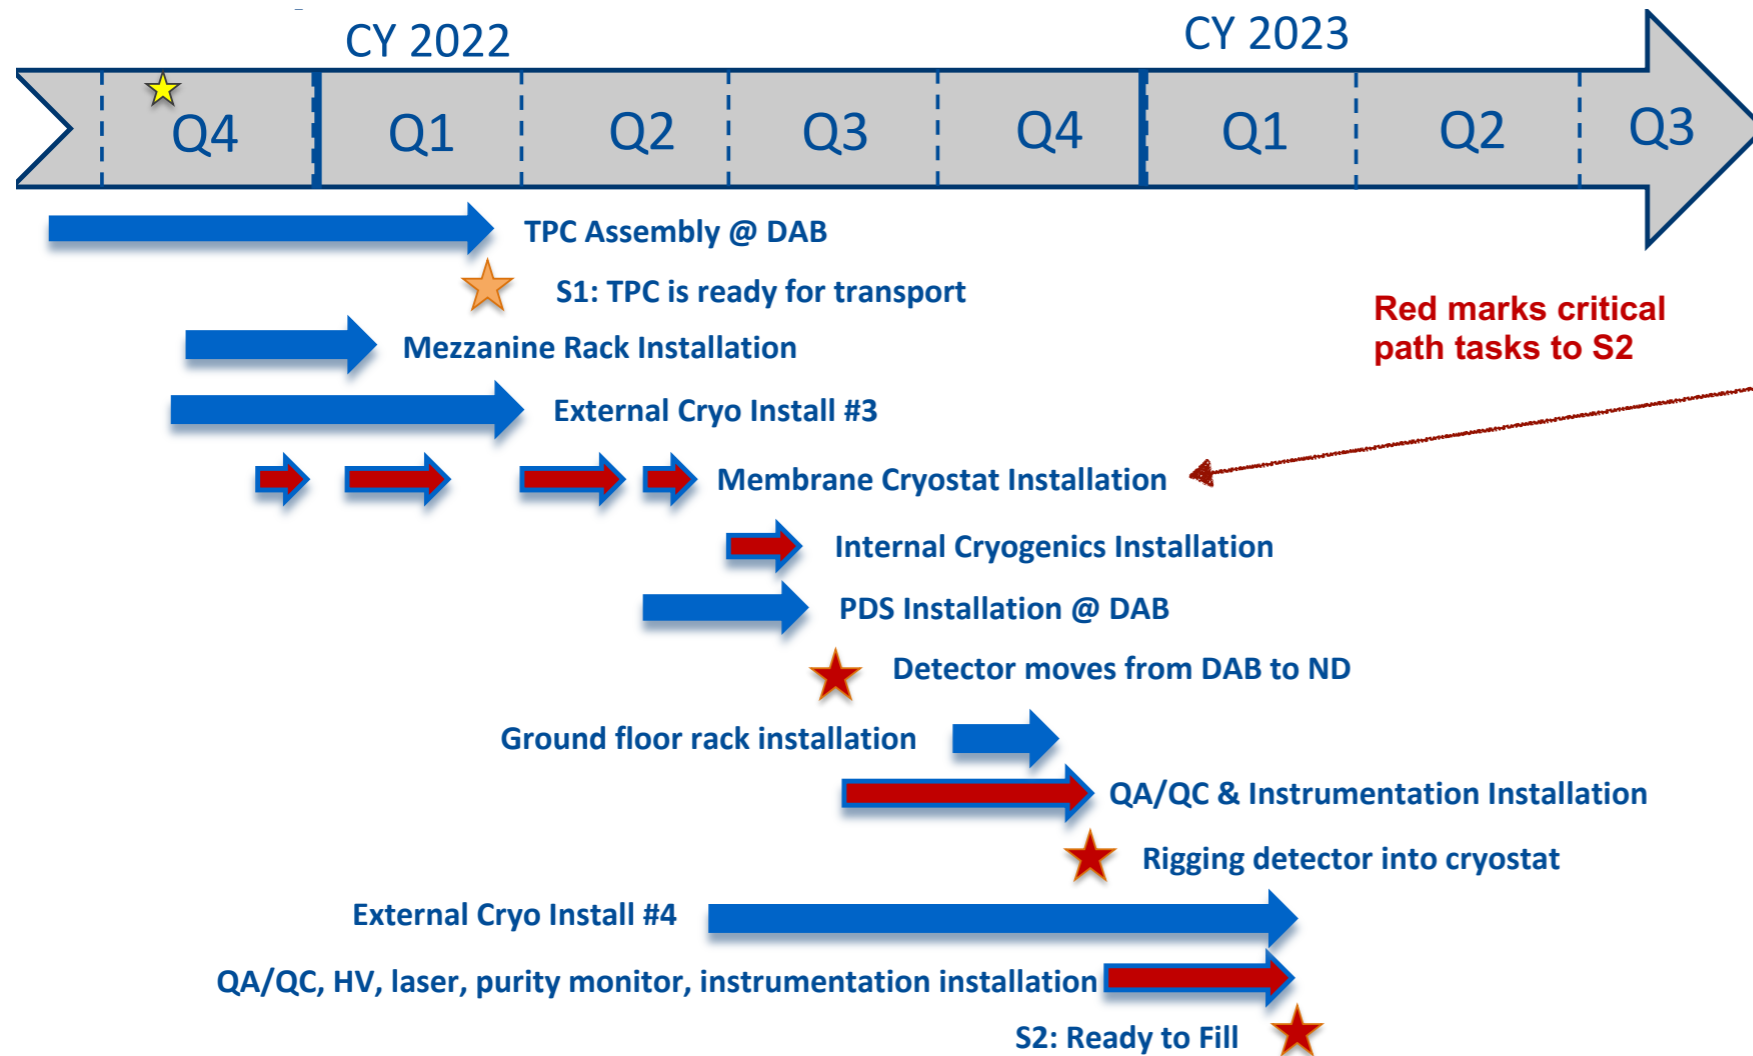 CY 2022
CY 2023
Q4
Q1
Q2
Q3
Q4
Q1
Q2
Q3
TPC Assembly @ DAB
S1: TPC is ready for transport
Red marks critical
path tasks to S2
Mezzanine Rack Installation
External Cryo Install #3
Membrane Cryostat Installation
Internal Cryogenics Installation
PDS Installation @ DAB
Detector moves from DAB to ND
Ground floor rack installation
QA/QC & Instrumentation Installation
Rigging detector into cryostat
External Cryo Install #4
QA/QC, HV, laser, purity monitor, instrumentation installation
S2: Ready to Fill